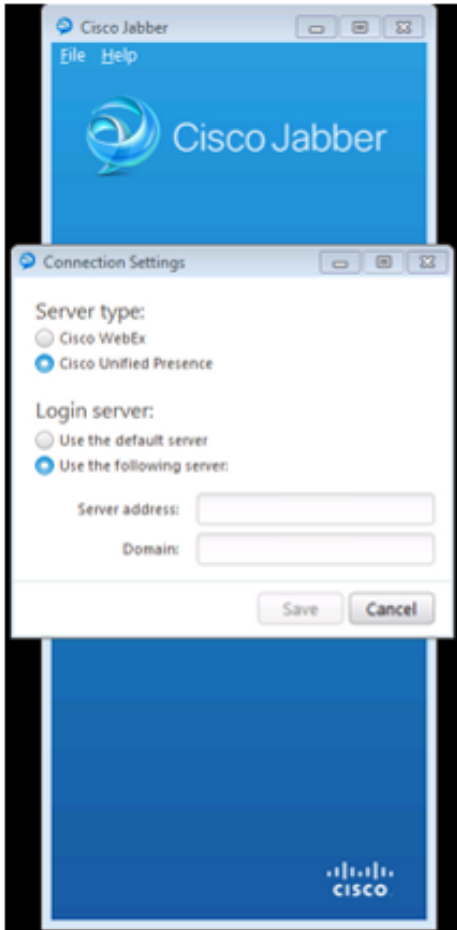 Cisco Jabber
File Help
Cisco Jabber
Connection Settings
Server type:
Cisco WebEx
Cisco Unified Presence
Login server:
Use the default server
Use the following server:
Server address:
Domain:
Save Cancel
CISCO